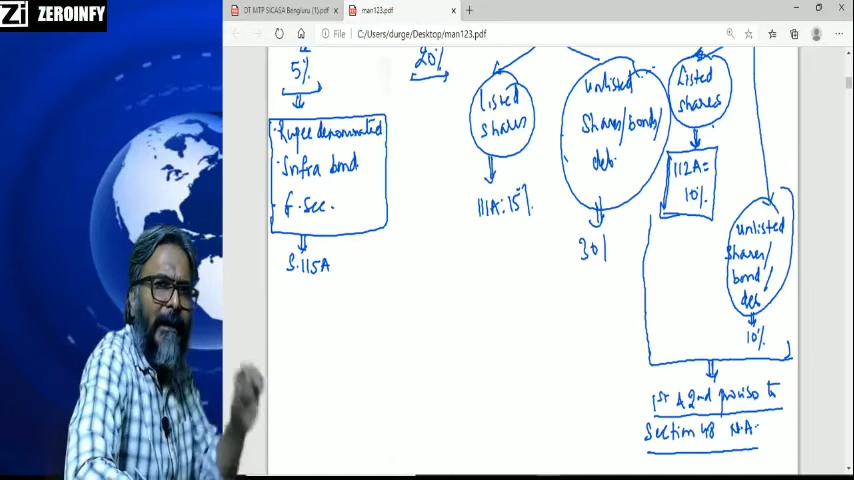 Zi ZEROINFY
DT MTP SICASA Bengluru (1).pdf
man123.pdf
File
C:/Users/durge/Desktop/man123.pdf
5%
20%
Rupee denominated
Infra bond
G. Sec.
S.115A
Listed
shares
111A: 15%
unlisted
Shares/bonds/
deb.
30%
Listed
shares
112A=
10%
unlisted
shares/
bond/
deb
10%
1st & 2nd proviso to
Section 48 N.A.